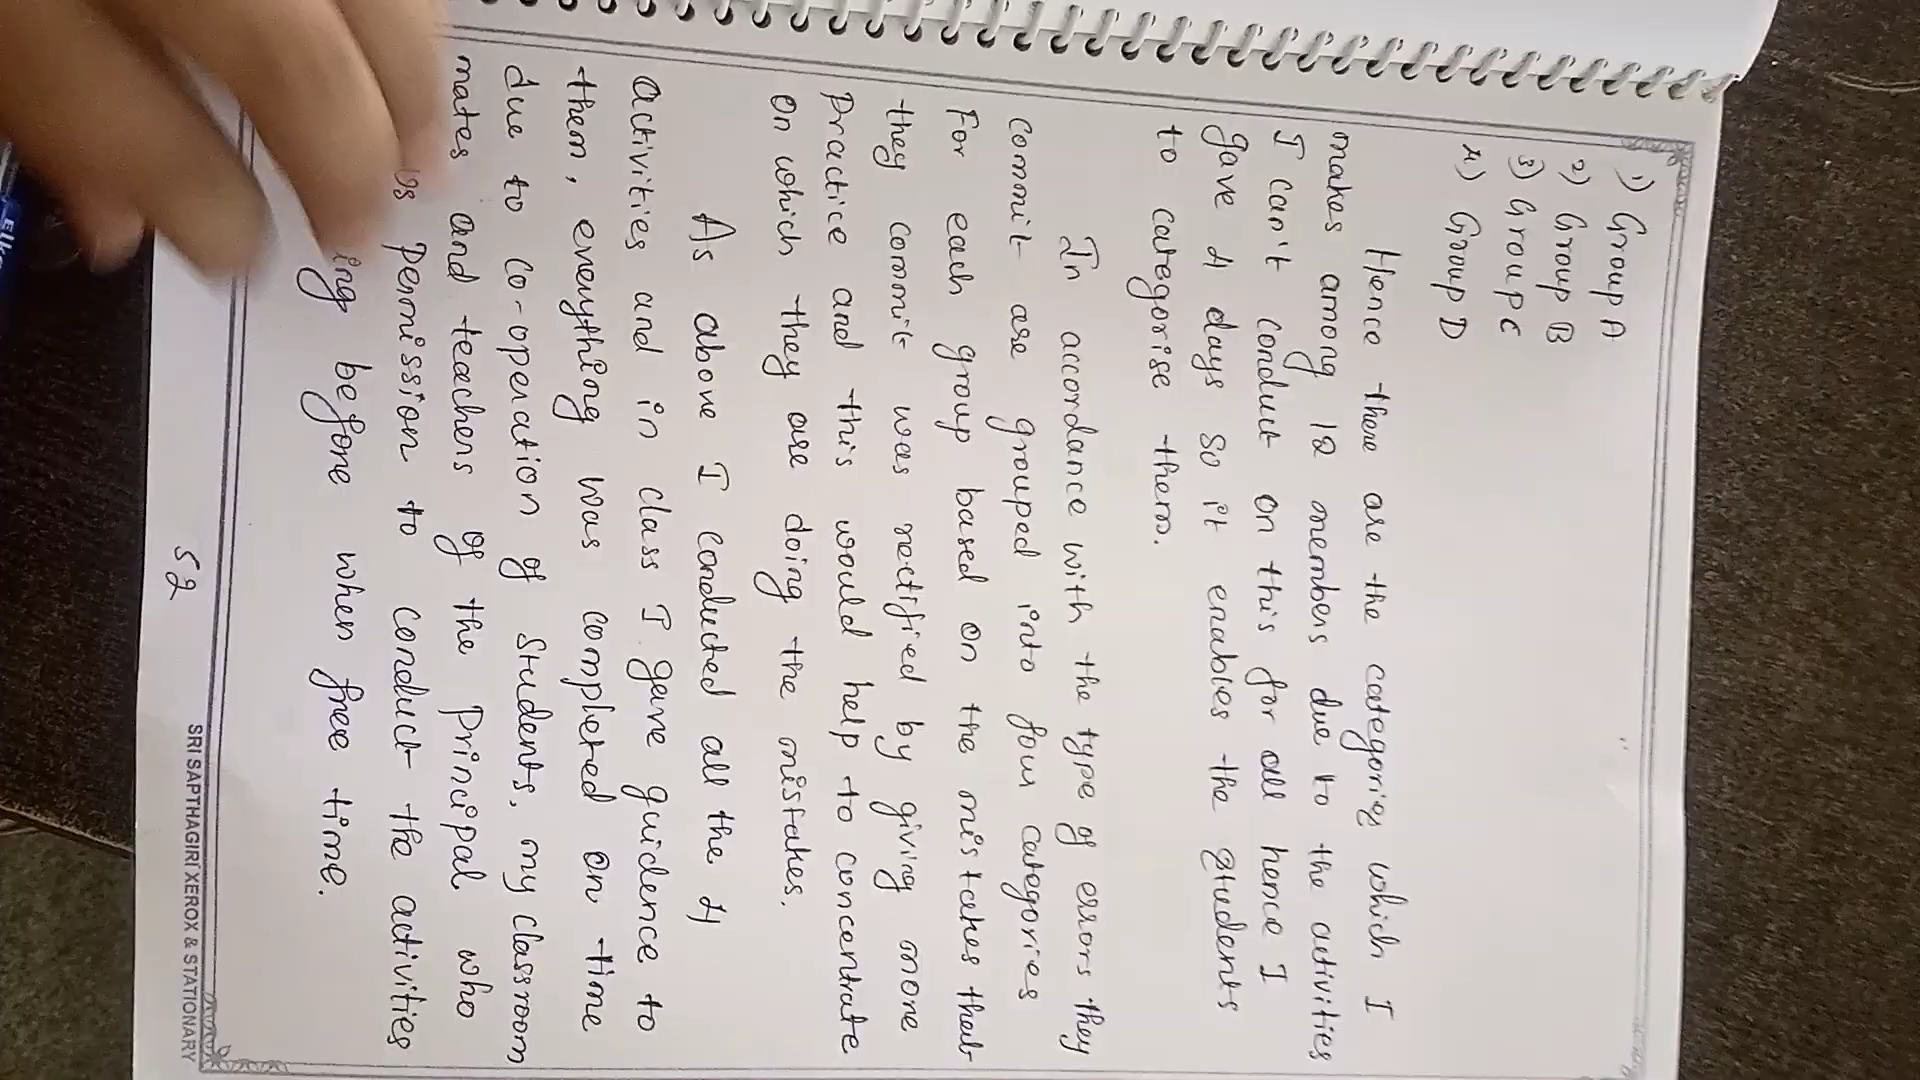 1) Group A
2) Group B
3) Group C
4) Group D
Hence there are the categories which I
makes among 12 members due to the activities
I can't conduct on this for all hence I
gave 4 days so it enables the students
to categorise them.
In accordance with the type of errors they
commit are grouped into four categories
For each group based on the mistakes that
they commit was rectified by giving more
practice and this would help to concentrate
on which they are doing the mistakes.
As above I conducted all the 4
activities and in class I gave guidence to
them, everything was completed on time
due to co-operation of students, my classroom
mates and teachers of the principal who
permission to conduct the activities
before when free time.
52
SRI SAPTHAGIRI XEROX & STATIONARY